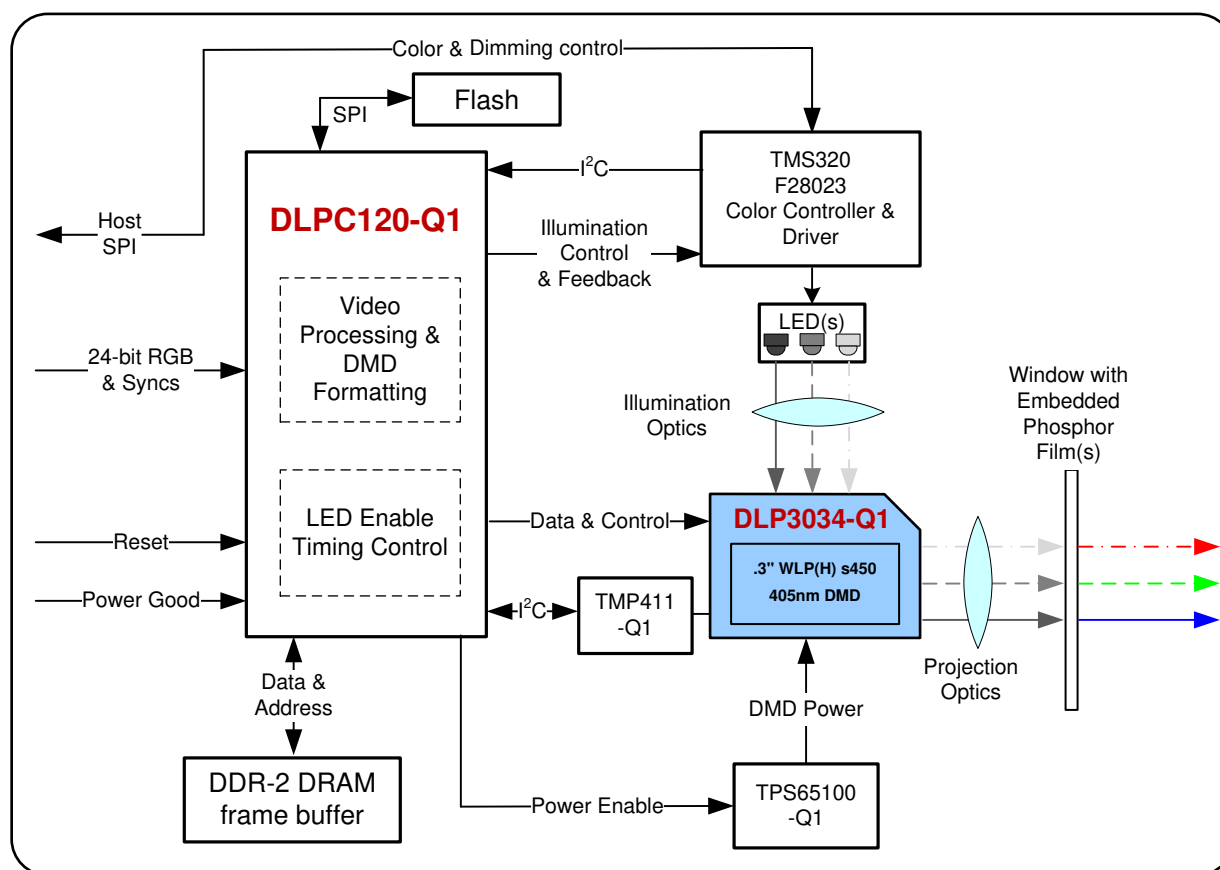 Color & Dimming control
Flash
SPI
TMS320
F28023
Color Controller &
Driver
I²C
DLPC120-Q1
Host
SPI
Illumination
Control
& Feedback
Video
Processing &
DMD
Formatting
LED(s)
24-bit RGB
& Syncs
Illumination
Optics
Window with
Embedded
Phosphor
Film(s)
LED Enable
Timing Control
Data & Control
DLP3034-Q1
.3" WLP(H) s450
405nm DMD
Reset
Power Good
I²C
TMP411
-Q1
Projection
Optics
Data &
Address
DMD Power
DDR-2 DRAM
frame buffer
Power Enable
TPS65100
-Q1